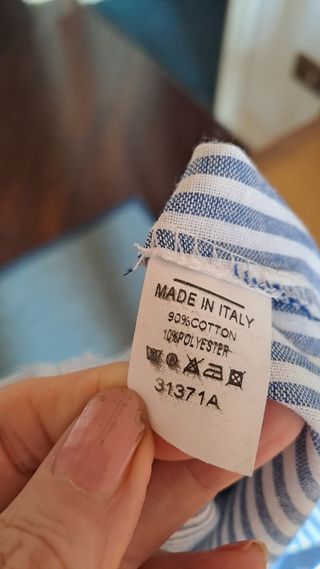 MADE IN ITALY
90%COTTON
10%POLYESTER
31371A